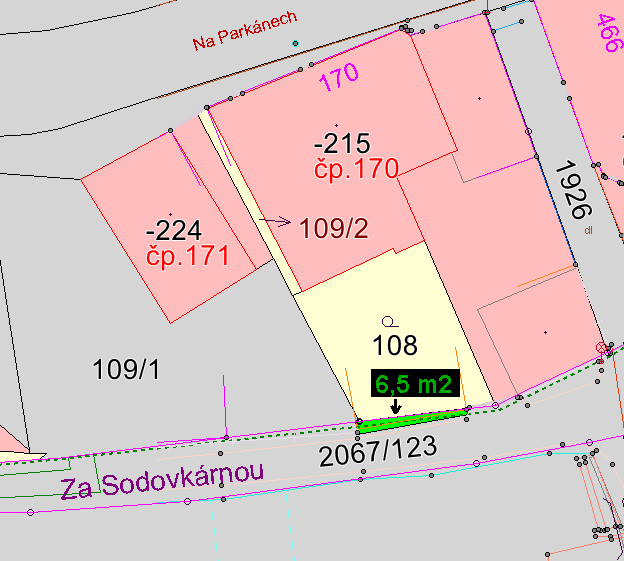 Na Parkánech
466
170
-215
čp.170
1926
dl
-224
čp.171
109/2
108
109/1
6,5 m2
2067/123
Za Sodovkárnou